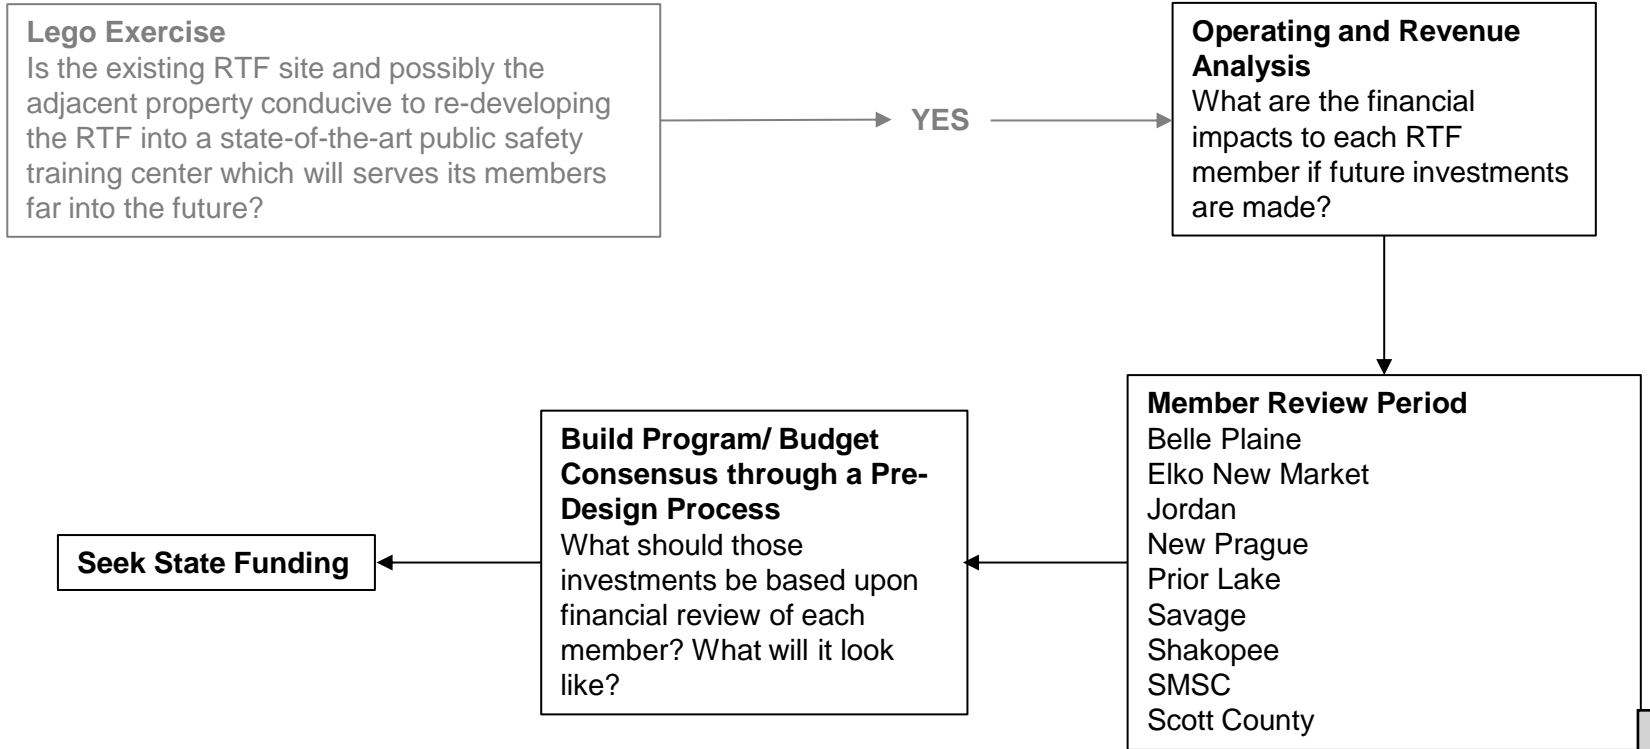 Lego Exercise
Is the existing RTF site and possibly the
adjacent property conducive to re-developing
the RTF into a state-of-the-art public safety
training center which will serves its members
far into the future?
YES
Operating and Revenue
Analysis
What are the financial
impacts to each RTF
member if future investments
are made?
Member Review Period
Belle Plaine
Elko New Market
Jordan
New Prague
Prior Lake
Savage
Shakopee
SMSC
Scott County
Build Program/ Budget
Consensus through a Pre-
Design Process
What should those
investments be based upon
financial review of each
member? What will it look
like?
Seek State Funding